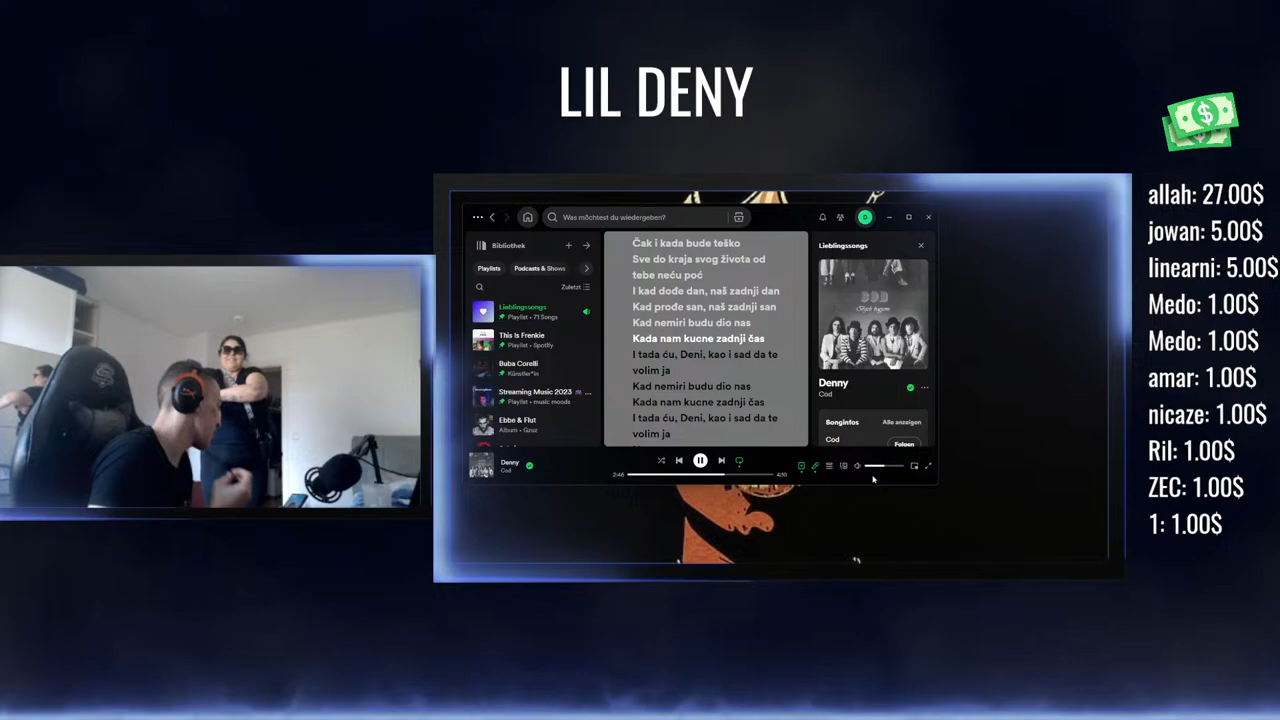 LIL DENY
allah: 27.00$
jowan: 5.00$
linearni: 5.00$
Medo: 1.00$
Medo: 1.00$
amar: 1.00$
nicaze: 1.00$
Ril: 1.00$
ZEC: 1.00$
1: 1.00$
Was möchtest du wiedergeben?
Bibliothek
Playlists
Podcasts & Shows
Zuletzt
Lieblingssongs
Playlist • 71 Songs
This Is Frenkie
Playlist • Spotify
Buba Corelli
Künstler*in
Streaming Music 2023 ...
Playlist • music moods
Ebbe & Flut
Album • Gzuz
Čak i kada bude teško
Sve do kraja svog života od
tebe neću poć
I kad dođe dan, naš zadnji dan
Kad prođe san, naš zadnji san
Kad nemiri budu dio nas
Kada nam kucne zadnji čas
I tada ću, Deni, kao i sad da te
volim ja
Kad nemiri budu dio nas
Kada nam kucne zadnji čas
I tada ću, Deni, kao i sad da te
volim ja
Lieblingssongs
Denny
Cod
Songinfos
Alle anzeigen
Cod
Folgen
Denny
Cod
2:46
4:10
D